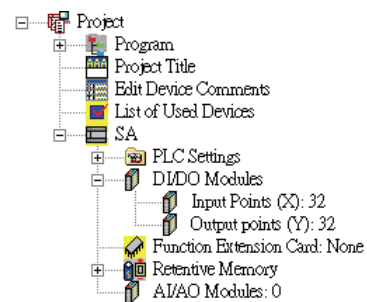 Project
Program
Project Title
Edit Device Comments
List of Used Devices
SA
PLC Settings
DI/DO Modules
Input Points (X): 32
Output points (Y): 32
Function Extension Card: None
Retentive Memory
AI/AO Modules: 0